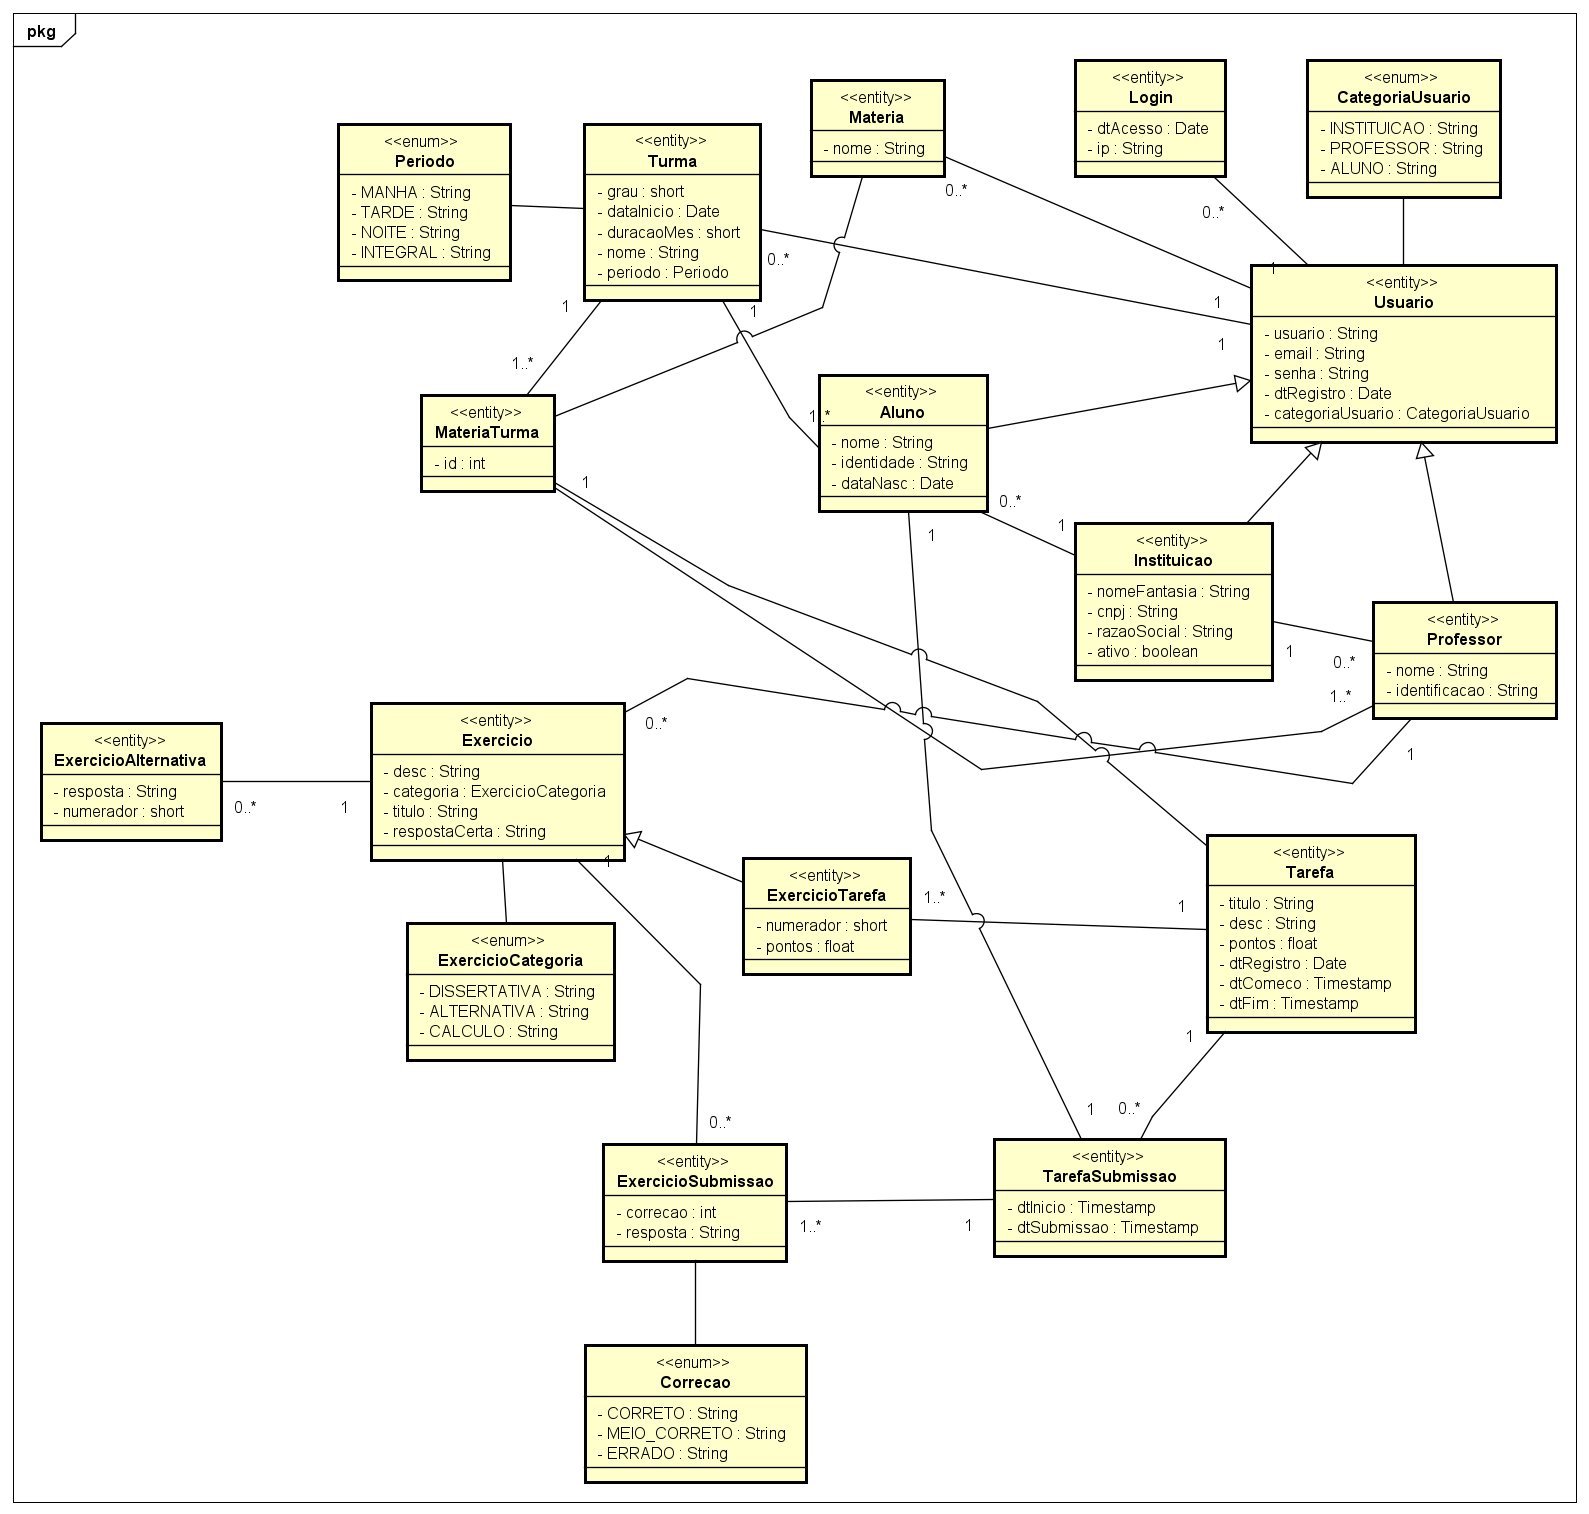 pkg
<<entity>>
Login
- dtAcesso : Date
- ip : String
<<enum>>
CategoriaUsuario
- INSTITUICAO : String
- PROFESSOR : String
- ALUNO : String
<<entity>>
Materia
- nome : String
<<enum>>
Periodo
- MANHA : String
- TARDE : String
- NOITE : String
- INTEGRAL : String
<<entity>>
Turma
- grau : short
- dataInicio : Date
- duracaoMes : short
- nome : String
- periodo : Periodo
0..*
0..*
0..*
1
1
1
<<entity>>
Usuario
- usuario : String
- email : String
- senha : String
- dtRegistro : Date
- categoriaUsuario : CategoriaUsuario
1
1
1..*
1..*
<<entity>>
MateriaTurma
- id : int
1
<<entity>>
Aluno
- nome : String
- identidade : String
- dataNasc : Date
0..*
1
1
<<entity>>
Instituicao
- nomeFantasia : String
- cnpj : String
- razaoSocial : String
- ativo : boolean
1
0..*
1..*
<<entity>>
Professor
- nome : String
- identificacao : String
1
<<entity>>
ExercicioAlternativa
- resposta : String
- numerador : short
0..*
1
<<entity>>
Exercicio
- desc : String
- categoria : ExercicioCategoria
- titulo : String
- respostaCerta : String
0..*
1
<<entity>>
ExercicioTarefa
- numerador : short
- pontos : float
1..*
1
<<entity>>
Tarefa
- titulo : String
- desc : String
- pontos : float
- dtRegistro : Date
- dtComeco : Timestamp
- dtFim : Timestamp
1
<<enum>>
ExercicioCategoria
- DISSERTATIVA : String
- ALTERNATIVA : String
- CALCULO : String
0..*
1
0..*
<<entity>>
ExercicioSubmissao
- correcao : int
- resposta : String
1..*
1
<<entity>>
TarefaSubmissao
- dtInicio : Timestamp
- dtSubmissao : Timestamp
<<enum>>
Correcao
- CORRETO : String
- MEIO_CORRETO : String
- ERRADO : String